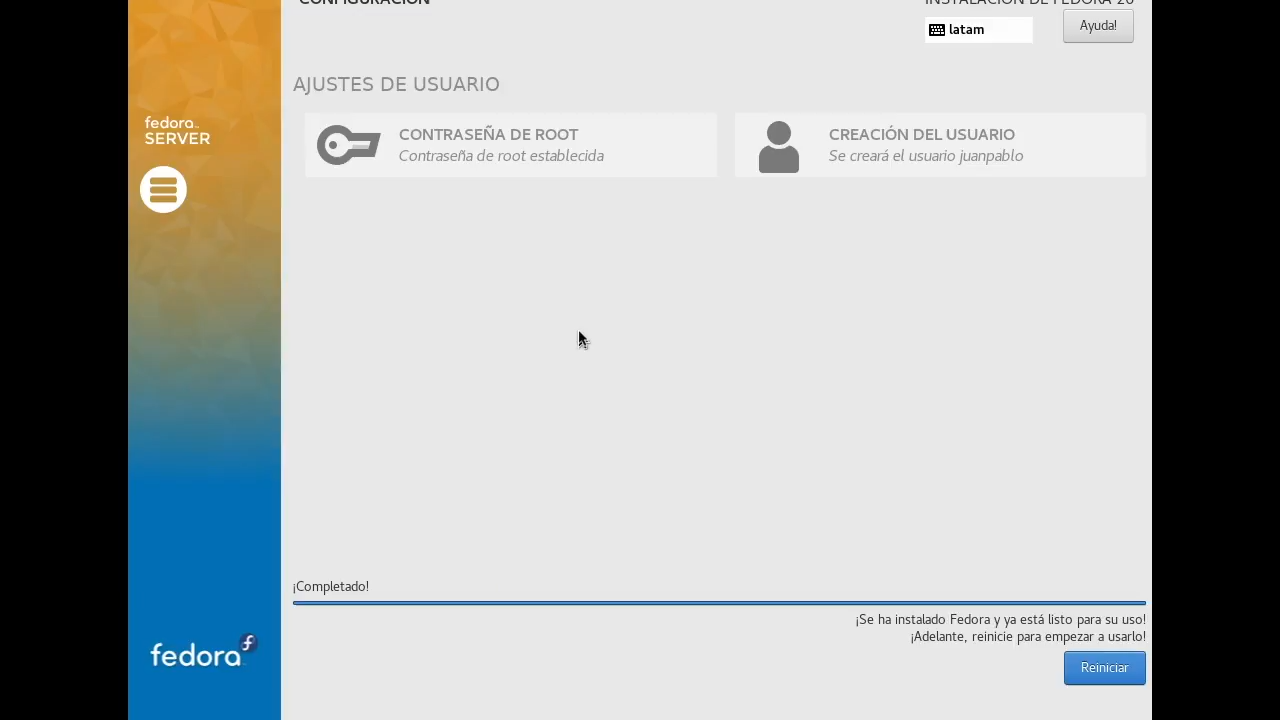 CONFIGURACIÓN
INSTALACIÓN DE FEDORA 26
latam
Ayuda!
AJUSTES DE USUARIO
fedora
SERVER
CONTRASEÑA DE ROOT
Contraseña de root establecida
CREACIÓN DEL USUARIO
Se creará el usuario juanpablo
¡Completado!
¡Se ha instalado Fedora y ya está listo para su uso!
¡Adelante, reinicie para empezar a usarlo!
fedora
Reiniciar